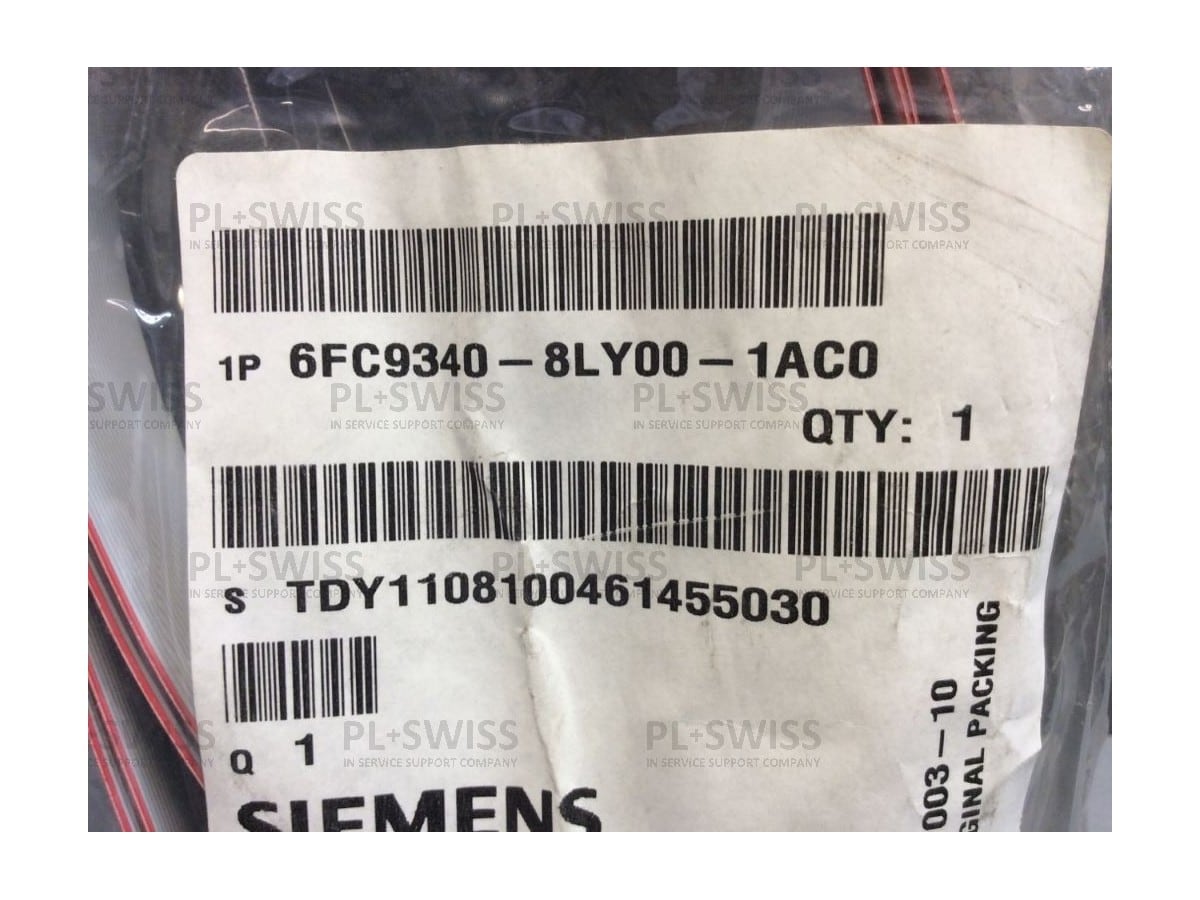 1P 6FC9340-8LY00-1AC0
QTY: 1
S TDY1108100461455030
Q 1
SIEMENS
003-10
GINAL PACKING
PL+SWISS
IN SERVICE SUPPORT COMPANY